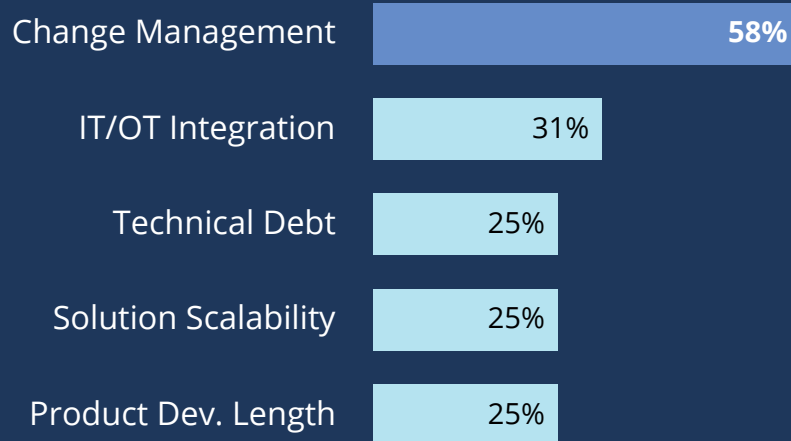 Change Management 58%
IT/OT Integration 31%
Technical Debt 25%
Solution Scalability 25%
Product Dev. Length 25%